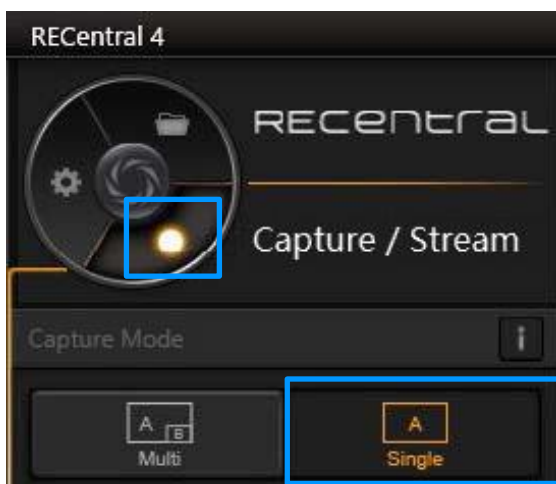 RECentral 4
RECentral
Capture / Stream
Capture Mode
i
A B
Multi
A
Single